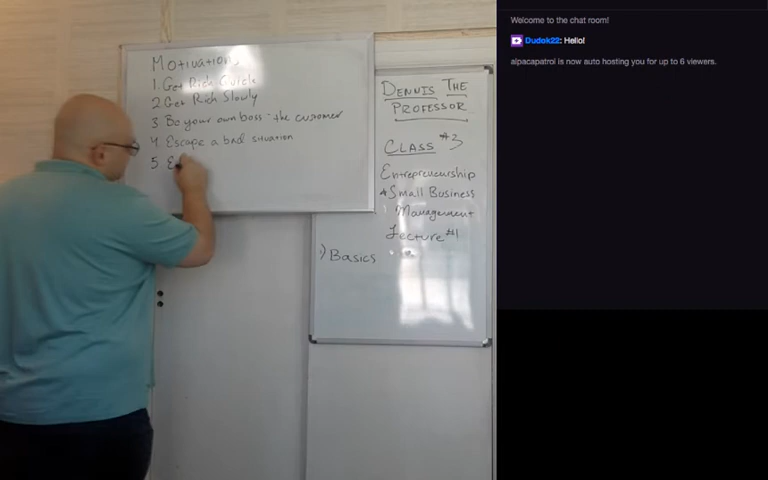 Motivation
1. Get Rich Quick
2. Get Rich Slowly
3 Be your own boss - the customer
4. Escape a bad situation
5. E
DENNIS THE
PROFESSOR
CLASS #3
Entrepreneurship
Small Business
Management
Lecture #1
1) Basics
Welcome to the chat room!
Dudek22: Hello!
alpacapatrol is now auto hosting you for up to 6 viewers.